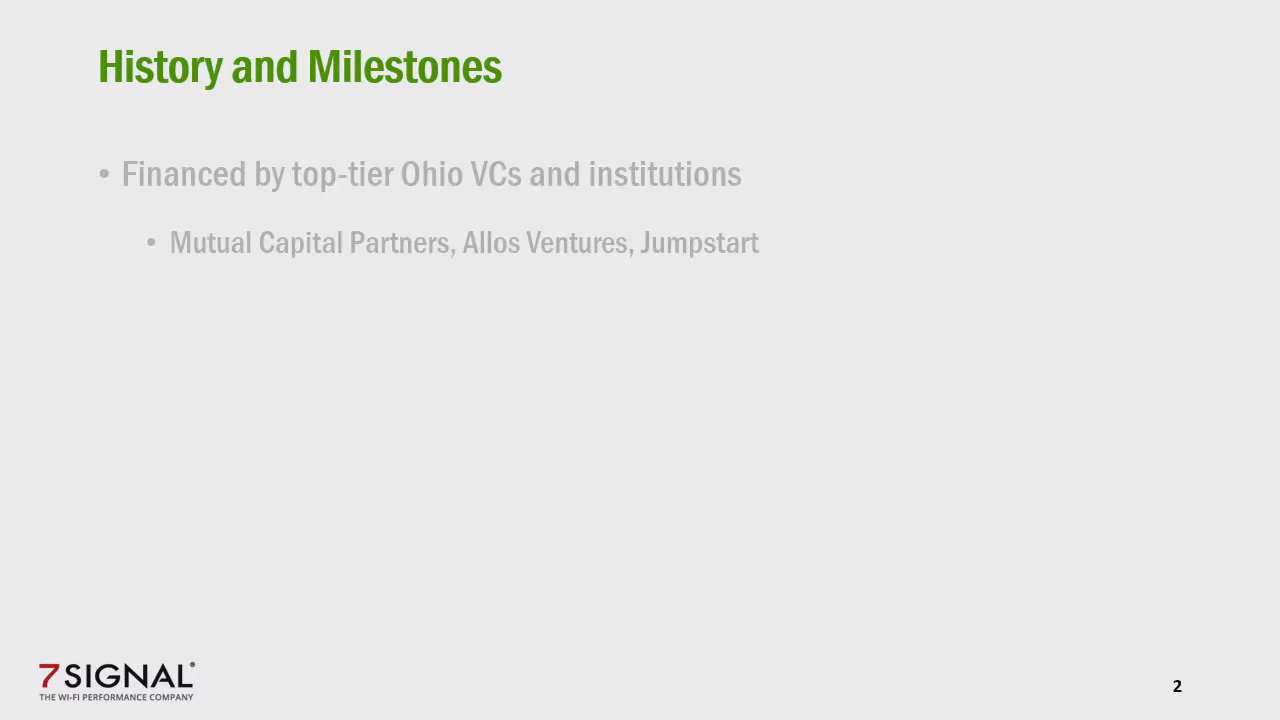 History and Milestones
• Financed by top-tier Ohio VCs and institutions
• Mutual Capital Partners, Allos Ventures, Jumpstart
7SIGNAL®
THE WI-FI PERFORMANCE COMPANY
2